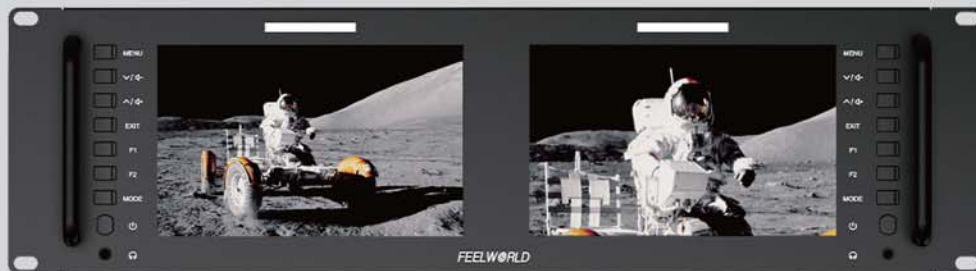 MENU
MENU
EXIT
EXIT
F1
F1
F2
F2
MODE
MODE
FEELWORLD